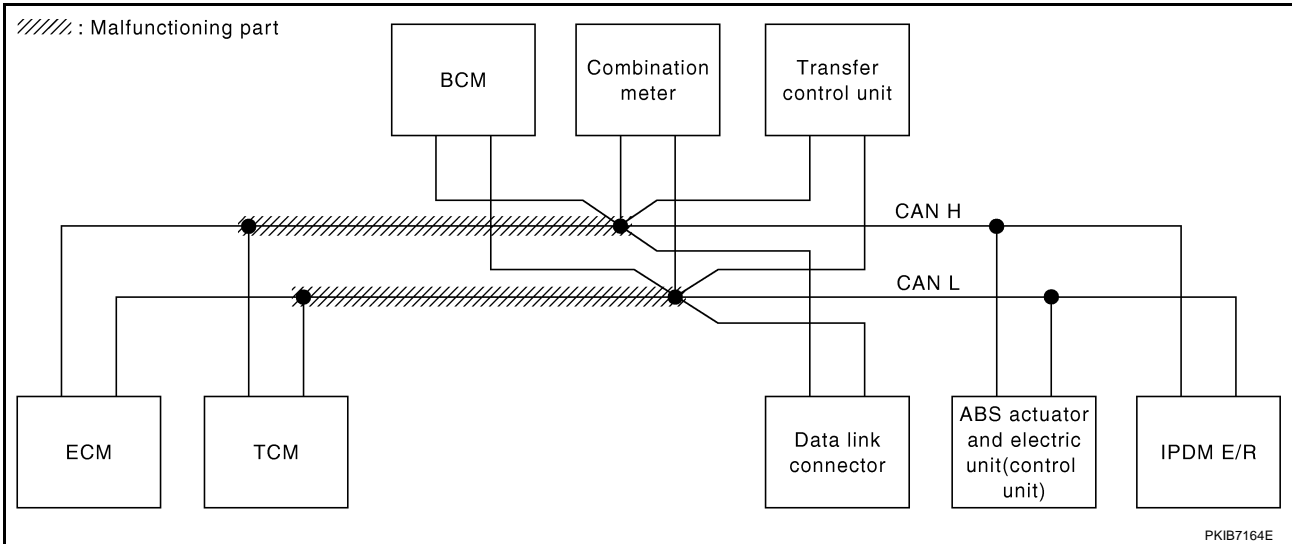 : Malfunctioning part
BCM
Combination
meter
Transfer
control unit
CAN H
CAN L
ECM
TCM
Data link
connector
ABS actuator
and electric
unit(control
unit)
IPDM E/R
PKIB7164E